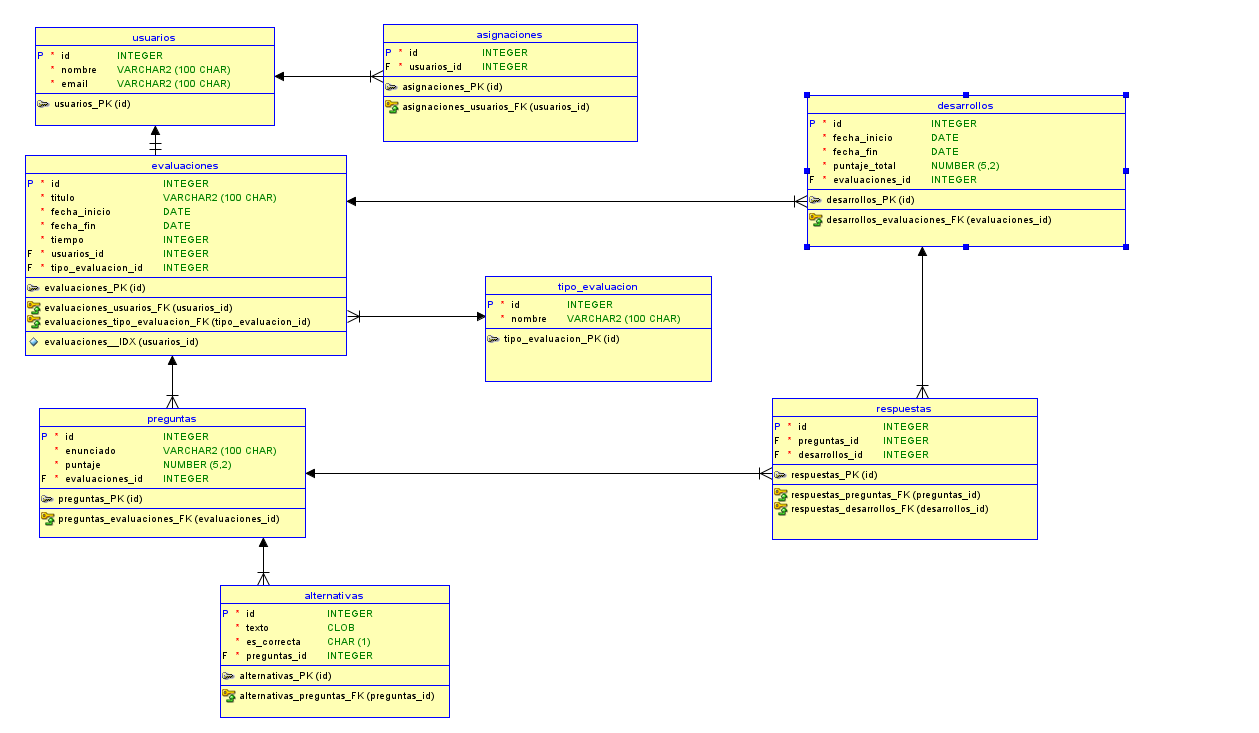 usuarios
P * id INTEGER
* nombre VARCHAR2 (100 CHAR)
* email VARCHAR2 (100 CHAR)
usuarios_PK (id)
asignaciones
P * id INTEGER
F * usuarios_id INTEGER
asignaciones_PK (id)
asignaciones_usuarios_FK (usuarios_id)
desarrollos
P * id INTEGER
* fecha_inicio DATE
* fecha_fin DATE
* puntaje_total NUMBER (5,2)
F * evaluaciones_id INTEGER
desarrollos_PK (id)
desarrollos_evaluaciones_FK (evaluaciones_id)
evaluaciones
P * id INTEGER
* titulo VARCHAR2 (100 CHAR)
* fecha_inicio DATE
* fecha_fin DATE
* tiempo INTEGER
F * usuarios_id INTEGER
F * tipo_evaluacion_id INTEGER
evaluaciones_PK (id)
evaluaciones_usuarios_FK (usuarios_id)
evaluaciones_tipo_evaluacion_FK (tipo_evaluacion_id)
evaluaciones__IDX (usuarios_id)
tipo_evaluacion
P * id INTEGER
* nombre VARCHAR2 (100 CHAR)
tipo_evaluacion_PK (id)
preguntas
P * id INTEGER
* enunciado VARCHAR2 (100 CHAR)
* puntaje NUMBER (5,2)
F * evaluaciones_id INTEGER
preguntas_PK (id)
preguntas_evaluaciones_FK (evaluaciones_id)
respuestas
P * id INTEGER
F * preguntas_id INTEGER
F * desarrollos_id INTEGER
respuestas_PK (id)
respuestas_preguntas_FK (preguntas_id)
respuestas_desarrollos_FK (desarrollos_id)
alternativas
P * id INTEGER
* texto CLOB
* es_correcta CHAR (1)
F * preguntas_id INTEGER
alternativas_PK (id)
alternativas_preguntas_FK (preguntas_id)